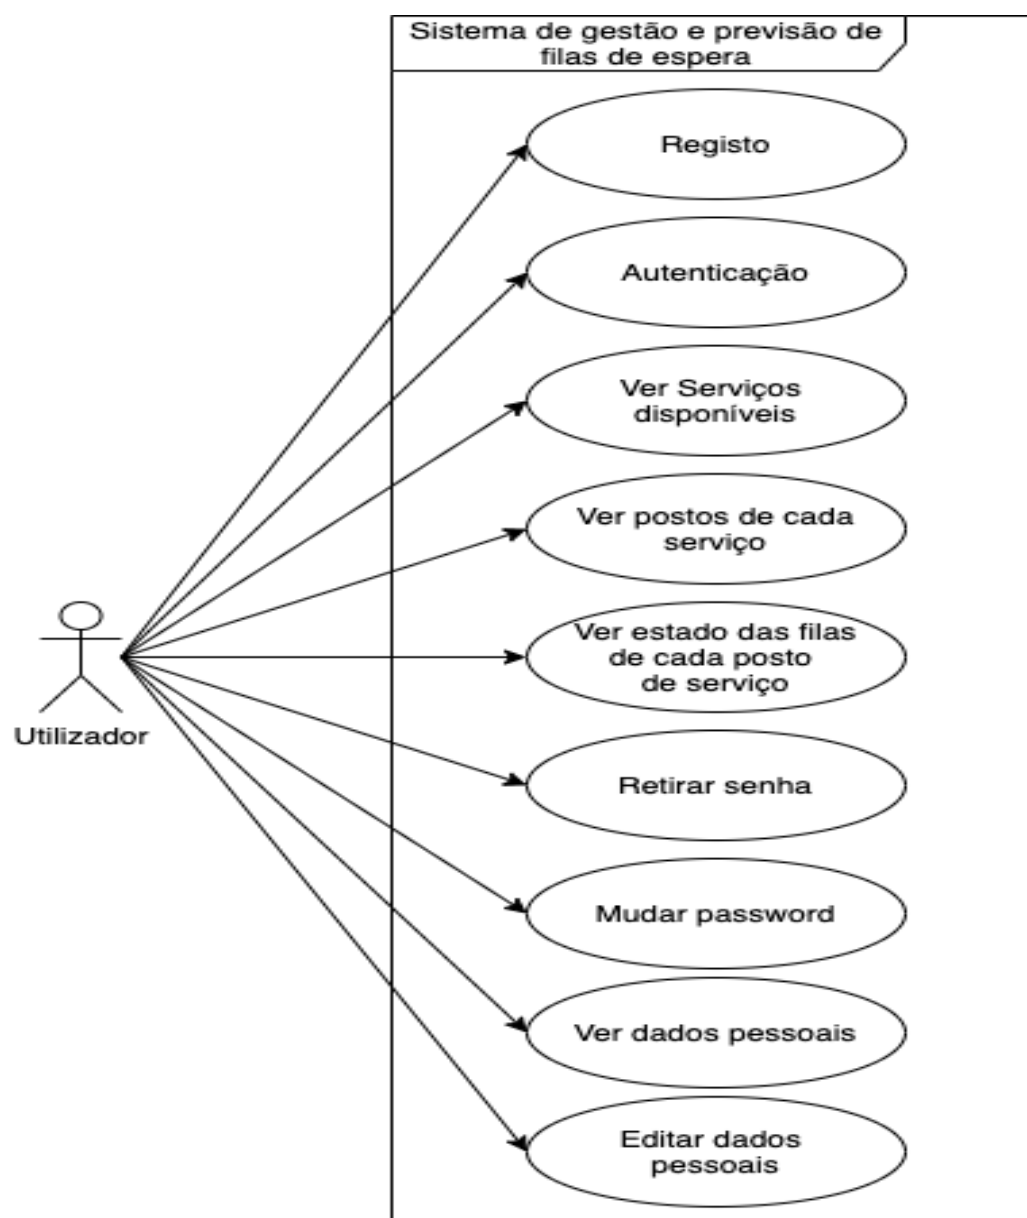 Sistema de gestão e previsão de
filas de espera
Registo
Autenticação
Ver Serviços
disponíveis
Ver postos de cada
serviço
Ver estado das filas
de cada posto
de serviço
Utilizador
Retirar senha
Mudar password
Ver dados pessoais
Editar dados
pessoais